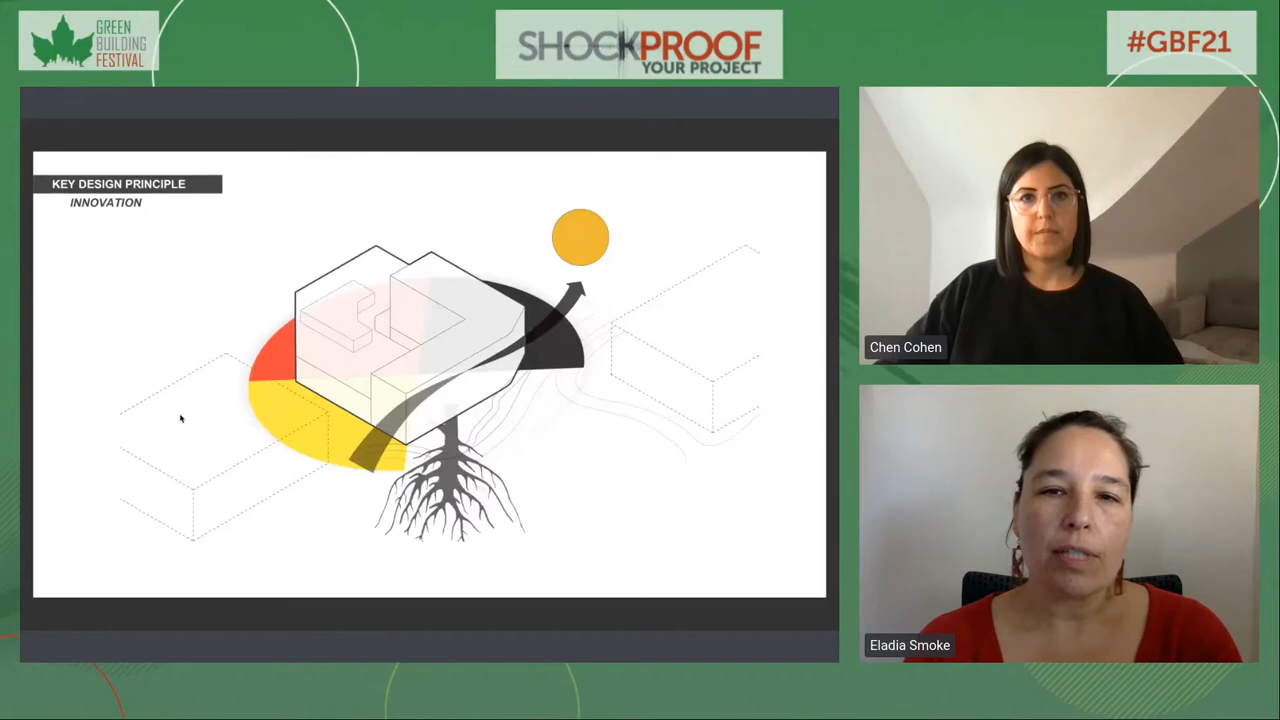 GREEN
BUILDING
FESTIVAL
SHOCKPROOF
YOUR PROJECT
#GBF21
KEY DESIGN PRINCIPLE
INNOVATION
Chen Cohen
Eladia Smoke